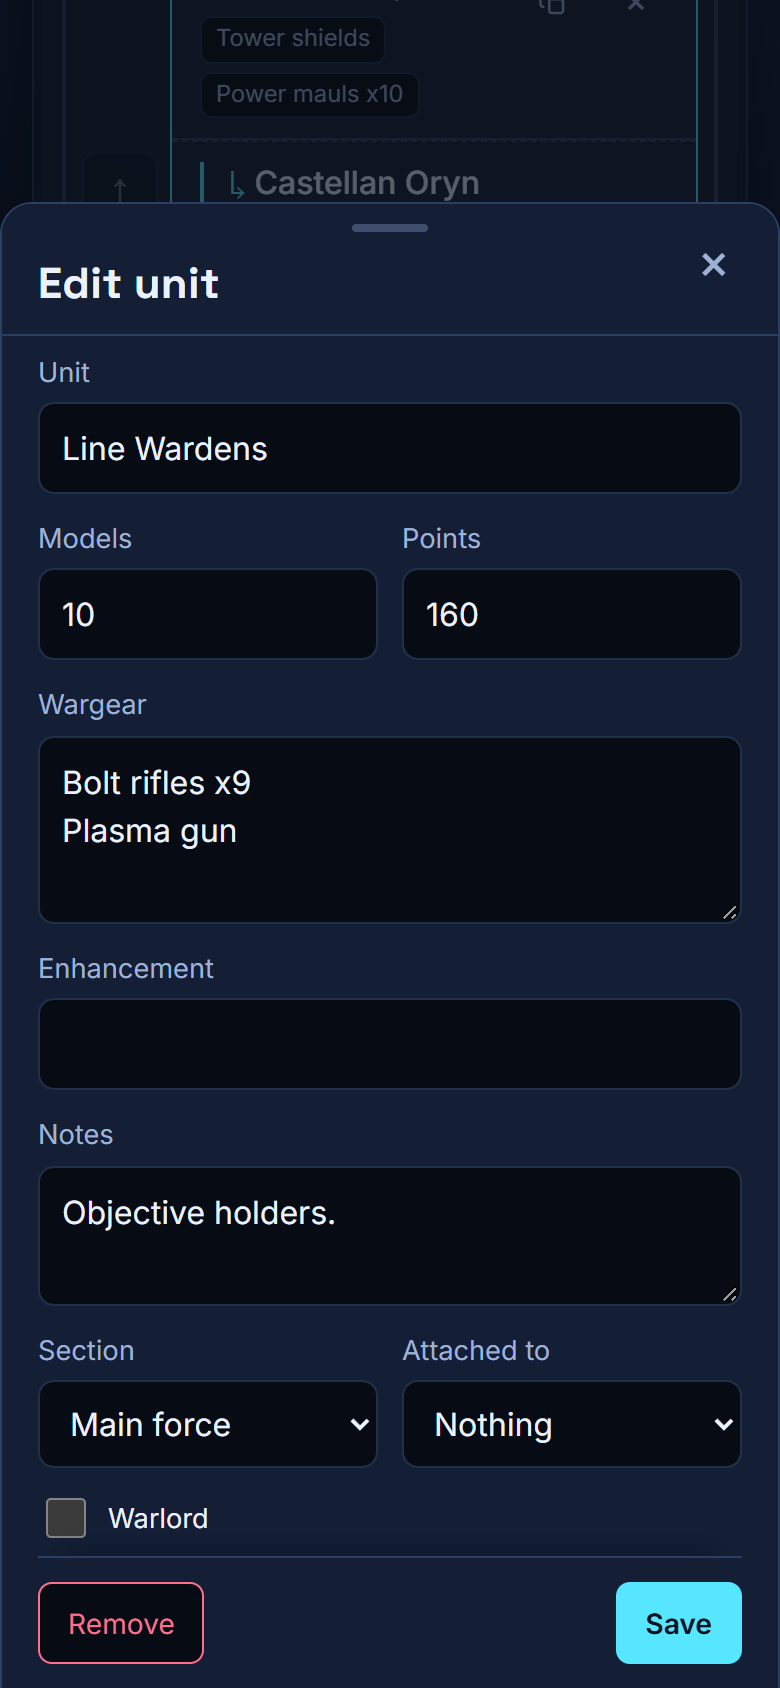 Tower shields
Power mauls x10
↑
↳ Castellan Oryn
Edit unit
Unit
Line Wardens
Models
Points
10
160
Wargear
Bolt rifles x9
Plasma gun
Enhancement
Notes
Objective holders.
Section
Attached to
Main force
Nothing
Warlord
Remove
Save